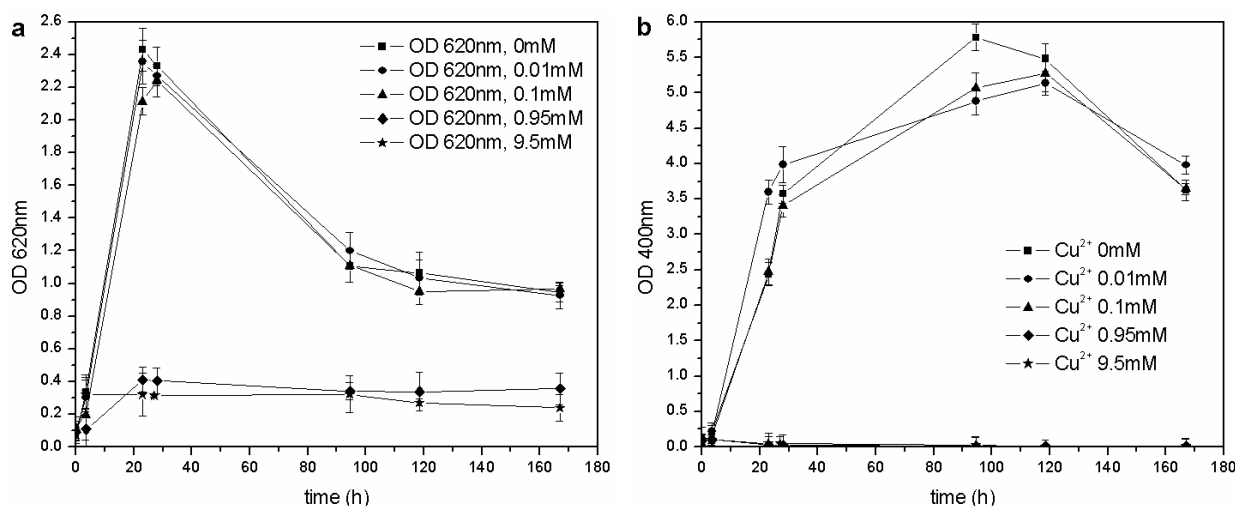 a
2.6
2.4
2.2
2.0
1.8
1.6
1.4
1.2
1.0
0.8
0.6
0.4
0.2
0.0
OD 620nm
OD 620nm, 0mM
OD 620nm, 0.01mM
OD 620nm, 0.1mM
OD 620nm, 0.95mM
OD 620nm, 9.5mM
0 20 40 60 80 100 120 140 160 180
time (h)
b
6.0
5.5
5.0
4.5
4.0
3.5
3.0
2.5
2.0
1.5
1.0
0.5
0.0
OD 400nm
Cu²⁺ 0mM
Cu²⁺ 0.01mM
Cu²⁺ 0.1mM
Cu²⁺ 0.95mM
Cu²⁺ 9.5mM
0 20 40 60 80 100 120 140 160 180
time (h)